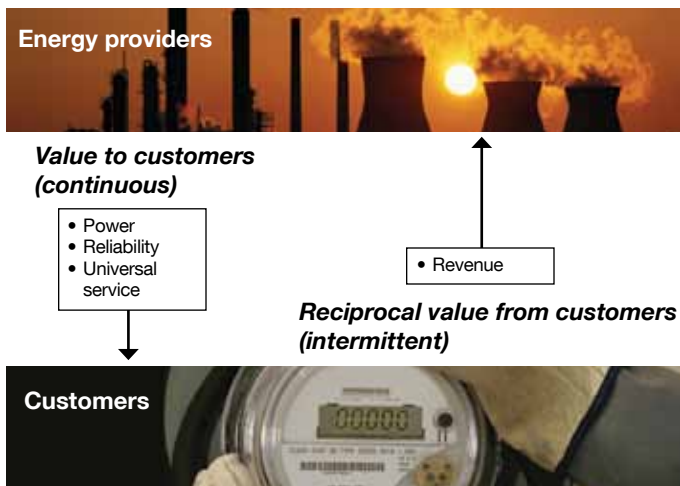 Energy providers
Value to customers
(continuous)
• Power
• Reliability
• Universal
service
• Revenue
Reciprocal value from customers
(intermittent)
Customers
00000